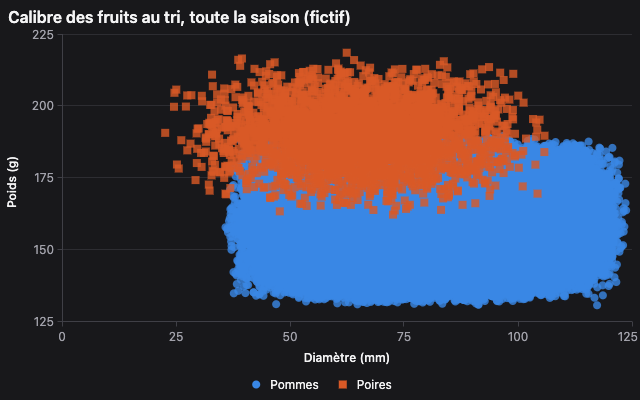 Calibre des fruits au tri, toute la saison (fictif)
225
200
175
150
125
Poids (g)
0 25 50 75 100 125
Diamètre (mm)
Pommes Poires